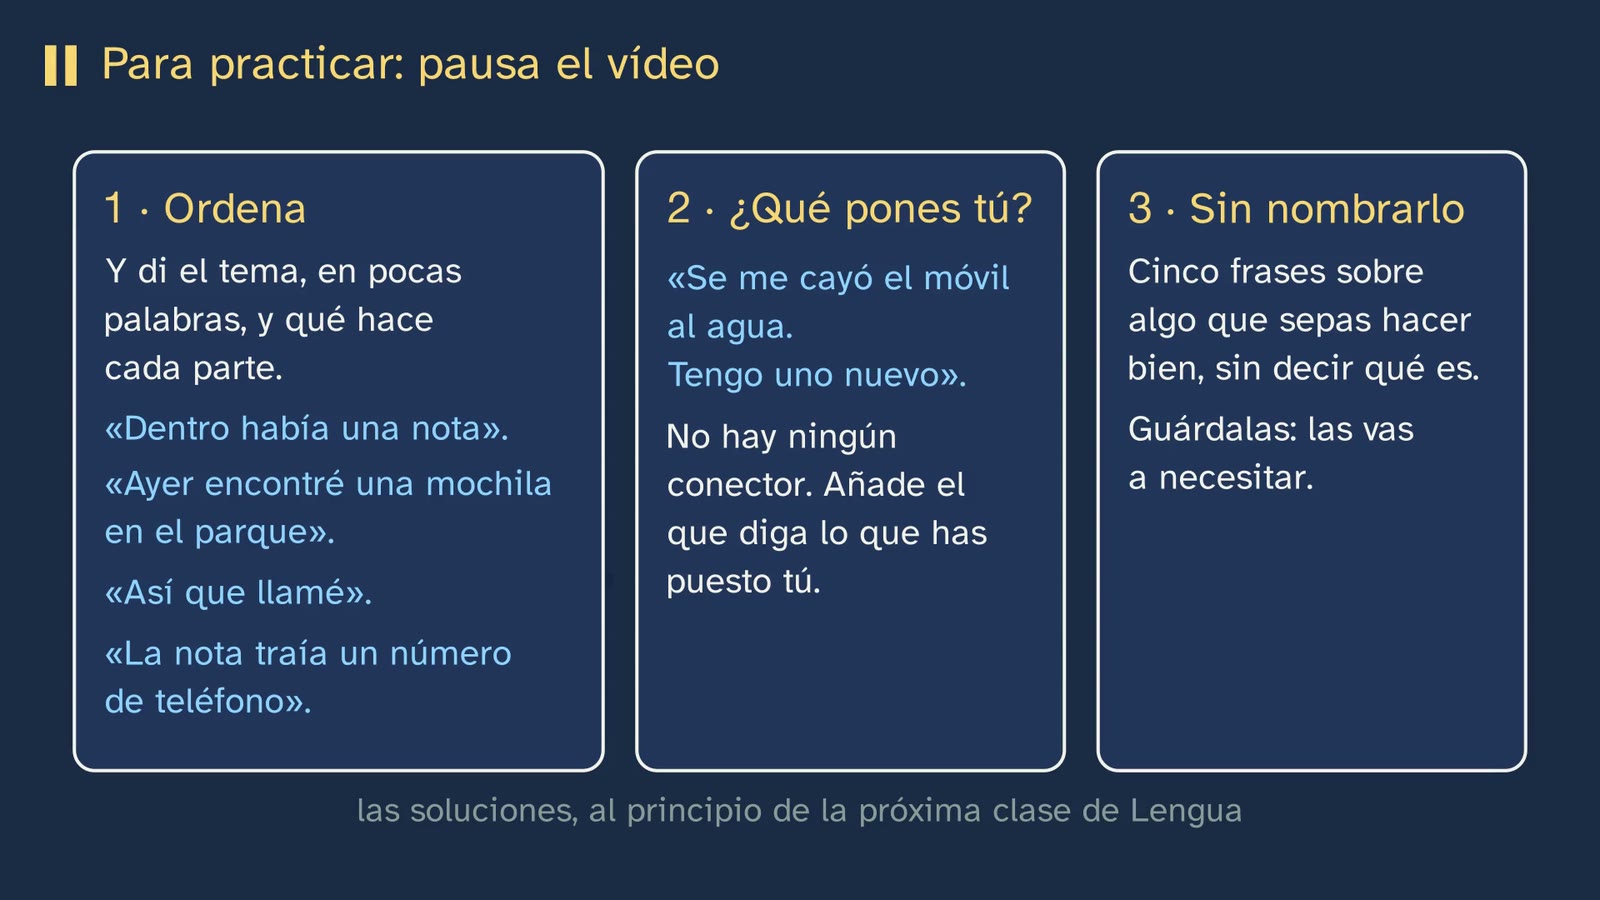 Para practicar: pausa el vídeo
1 · Ordena
Y di el tema, en pocas
palabras, y qué hace
cada parte.
«Dentro había una nota».
«Ayer encontré una mochila
en el parque».
«Así que llamé».
«La nota traía un número
de teléfono».
2 · ¿Qué pones tú?
«Se me cayó el móvil
al agua.
Tengo uno nuevo».
No hay ningún
conector. Añade el
que diga lo que has
puesto tú.
3 · Sin nombrarlo
Cinco frases sobre
algo que sepas hacer
bien, sin decir qué es.
Guárdalas: las vas
a necesitar.
las soluciones, al principio de la próxima clase de Lengua